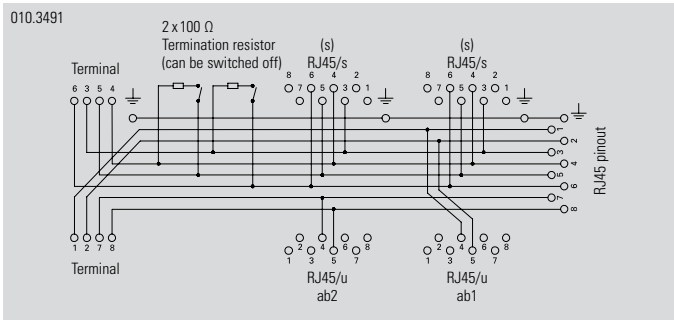 010.3491
2 x 100 Ω
Termination resistor
(can be switched off)
(s)
RJ45/s
(s)
RJ45/s
Terminal
6 3 5 4
8 6 4 2
7 5 3 1
8 6 4 2
7 5 3 1
1
2
3
4
5
6
7
8
RJ45 pinout
1 2 7 8
Terminal
2 4 6 8
1 3 5 7
RJ45/u
ab2
2 4 6 8
1 3 5 7
RJ45/u
ab1